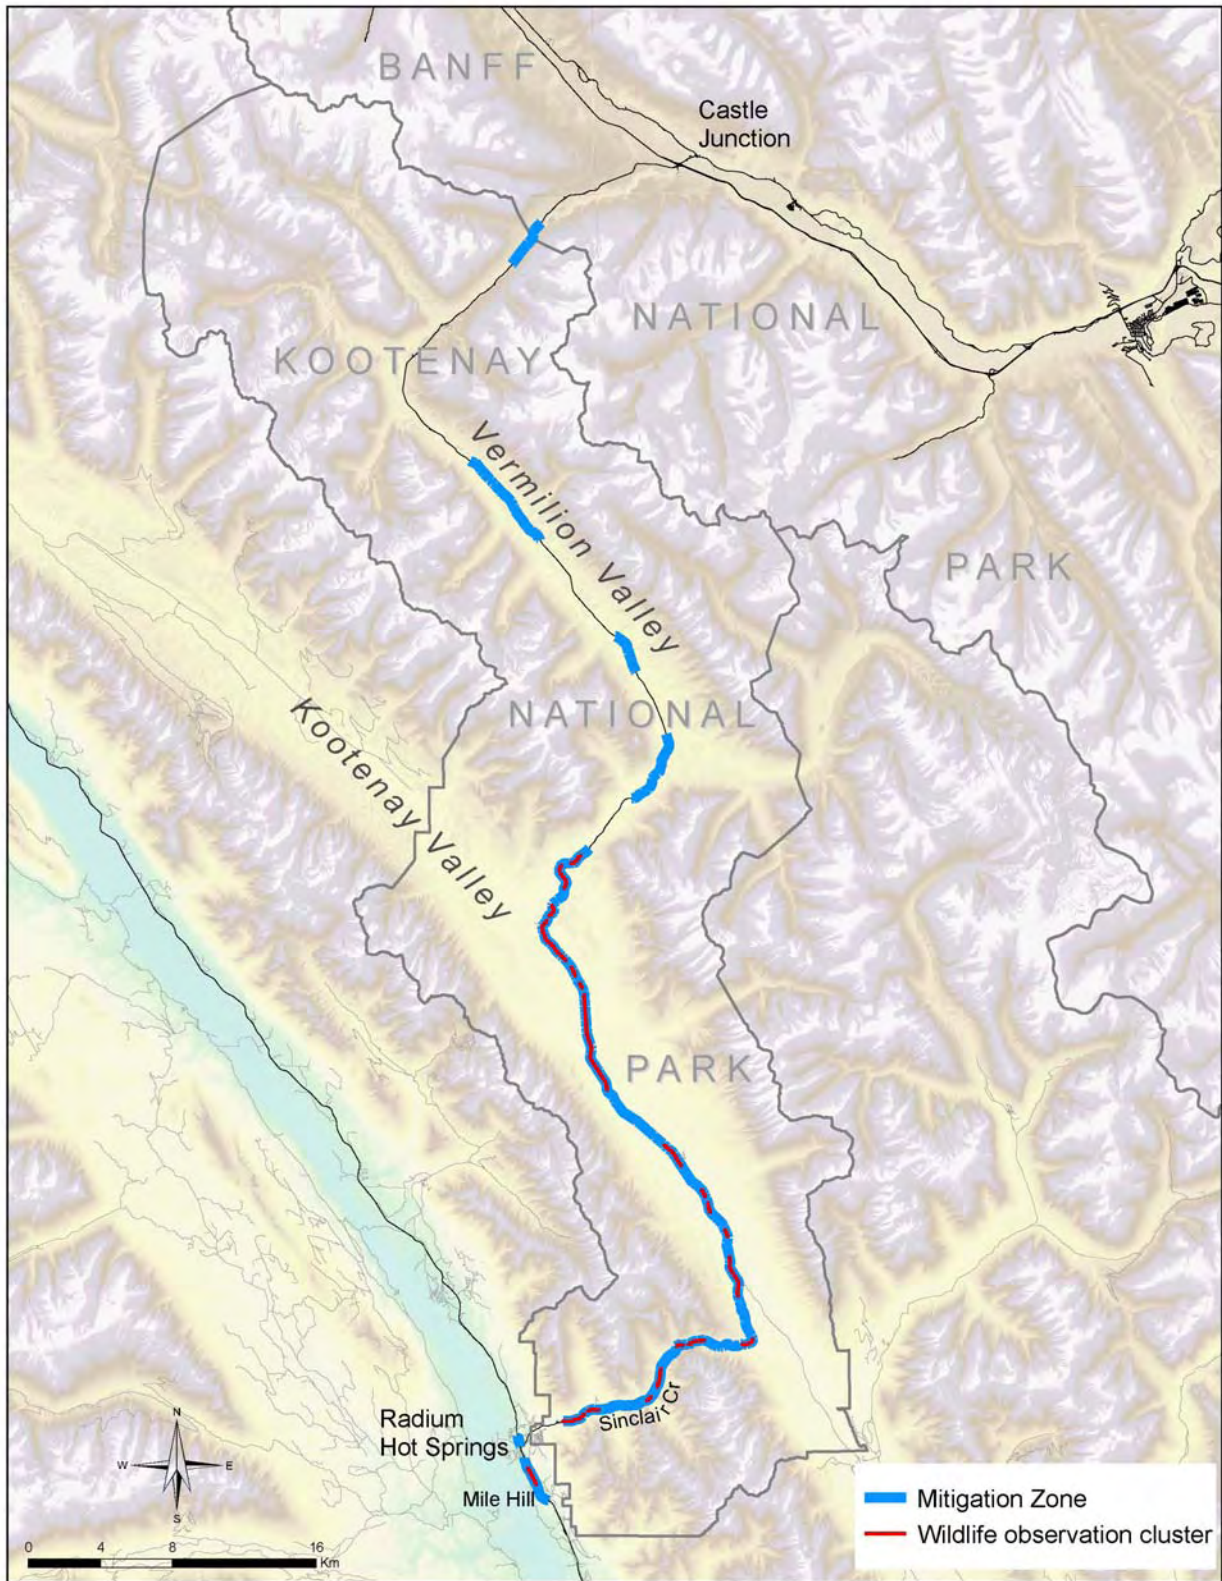 BANFF
Castle
Junction
NATIONAL
KOOTENAY
Vermilion Valley
PARK
NATIONAL
Kootenay Valley
PARK
Sinclair Cr
Radium
Hot Springs
Mile Hill
N
W E
S
0 4 8 16
Km
Mitigation Zone
Wildlife observation cluster